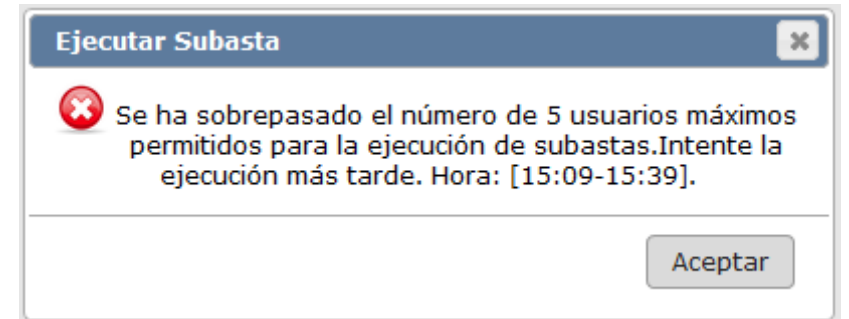 Ejecutar Subasta
Se ha sobrepasado el número de 5 usuarios máximos
permitidos para la ejecución de subastas.Intente la
ejecución más tarde. Hora: [15:09-15:39].
Aceptar